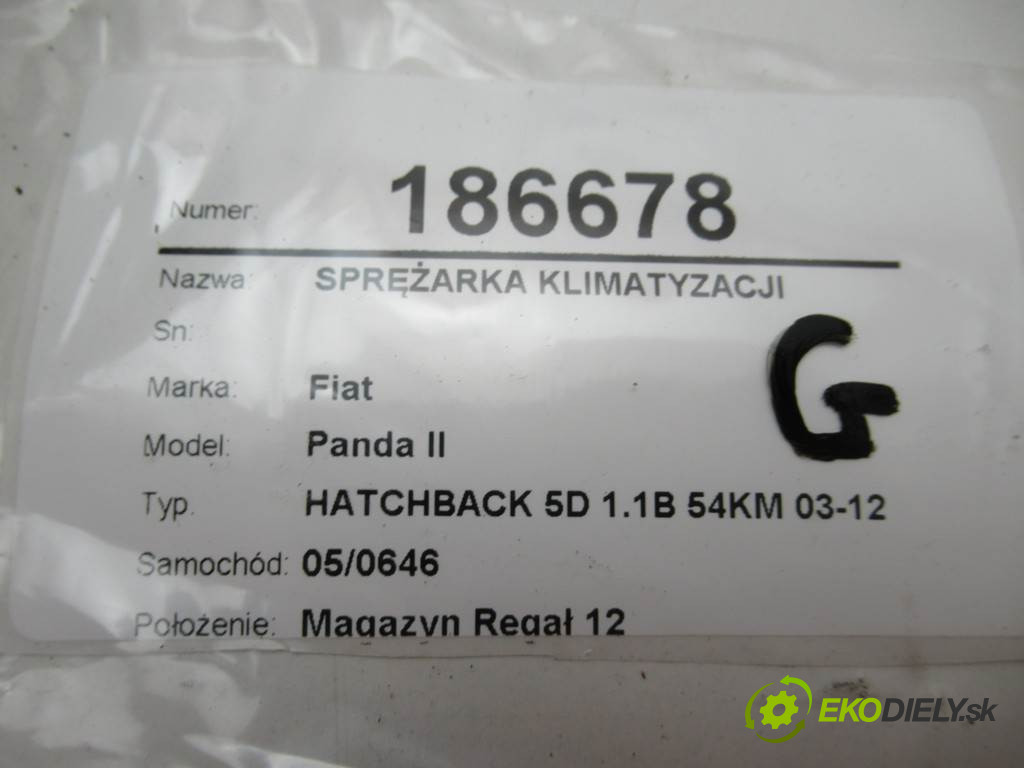 Numer: 186678
Nazwa: SPRĘŻARKA KLIMATYZACJI
Sn:
G
Marka: Fiat
Model: Panda II
Typ. HATCHBACK 5D 1.1B 54KM 03-12
Samochód: 05/0646
Położenie: Magazyn Regał 12
EKODIELY.sk